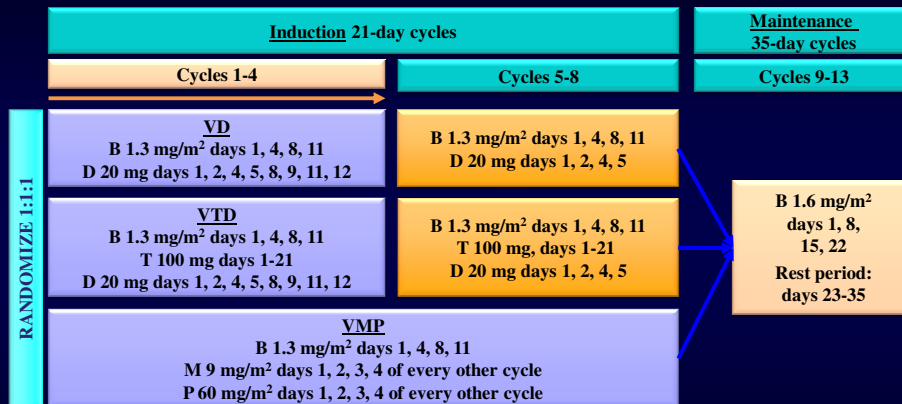 Induction 21-day cycles
Maintenance
35-day cycles
Cycles 1-4
Cycles 5-8
Cycles 9-13
RANDOMIZE 1:1:1
VD
B 1.3 mg/m² days 1, 4, 8, 11
D 20 mg days 1, 2, 4, 5, 8, 9, 11, 12
B 1.3 mg/m² days 1, 4, 8, 11
D 20 mg days 1, 2, 4, 5
VTD
B 1.3 mg/m² days 1, 4, 8, 11
T 100 mg days 1-21
D 20 mg days 1, 2, 4, 5, 8, 9, 11, 12
B 1.3 mg/m² days 1, 4, 8, 11
T 100 mg, days 1-21
D 20 mg days 1, 2, 4, 5
B 1.6 mg/m²
days 1, 8,
15, 22
Rest period:
days 23-35
VMP
B 1.3 mg/m² days 1, 4, 8, 11
M 9 mg/m² days 1, 2, 3, 4 of every other cycle
P 60 mg/m² days 1, 2, 3, 4 of every other cycle